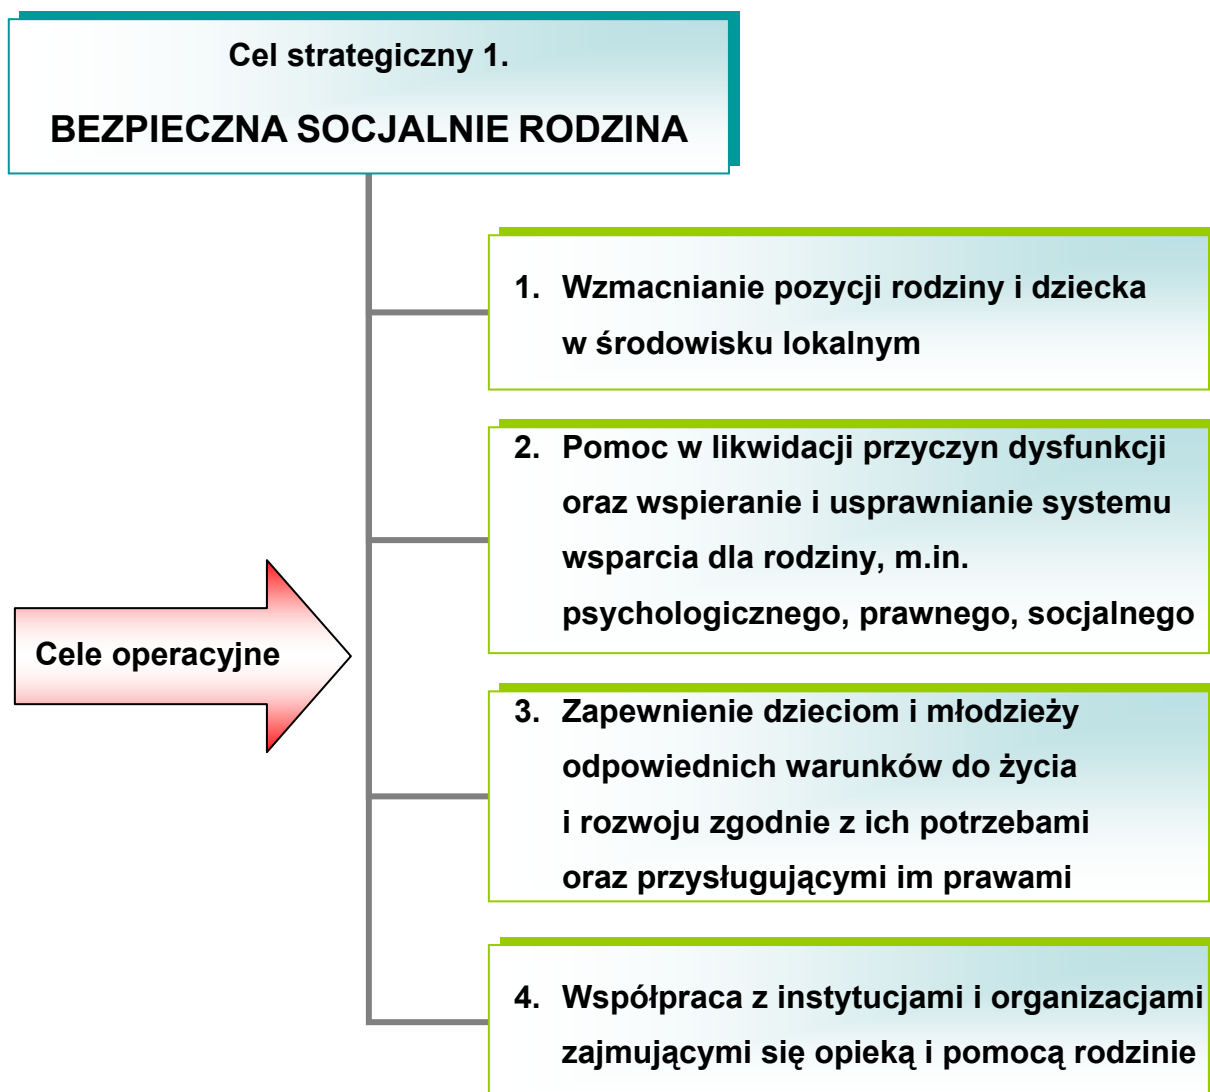 Cel strategiczny 1.
BEZPIECZNA SOCJALNIE RODZINA
1. Wzmacnianie pozycji rodziny i dziecka
w środowisku lokalnym
2. Pomoc w likwidacji przyczyn dysfunkcji
oraz wspieranie i usprawnianie systemu
wsparcia dla rodziny, m.in.
psychologicznego, prawnego, socjalnego
Cele operacyjne
3. Zapewnienie dzieciom i młodzieży
odpowiednich warunków do życia
i rozwoju zgodnie z ich potrzebami
oraz przysługującymi im prawami
4. Współpraca z instytucjami i organizacjami
zajmującymi się opieką i pomocą rodzinie